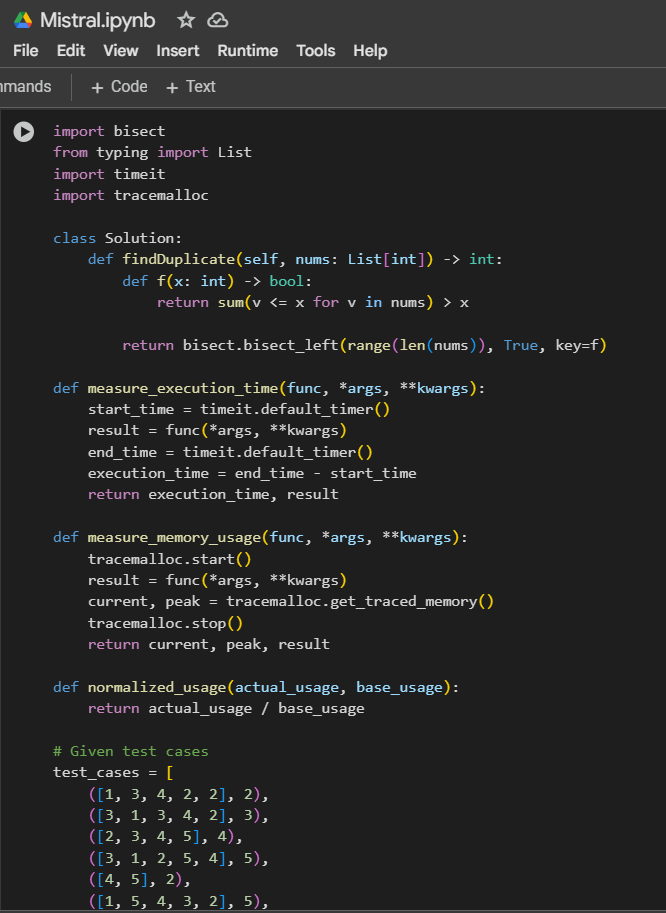 Mistral.ipynb
File Edit View Insert Runtime Tools Help
mmands + Code + Text
import bisect
from typing import List
import timeit
import tracemalloc
class Solution:
    def findDuplicate(self, nums: List[int]) -> int:
        def f(x: int) -> bool:
            return sum(v <= x for v in nums) > x
        return bisect.bisect_left(range(len(nums)), True, key=f)
def measure_execution_time(func, *args, **kwargs):
    start_time = timeit.default_timer()
    result = func(*args, **kwargs)
    end_time = timeit.default_timer()
    execution_time = end_time - start_time
    return execution_time, result
def measure_memory_usage(func, *args, **kwargs):
    tracemalloc.start()
    result = func(*args, **kwargs)
    current, peak = tracemalloc.get_traced_memory()
    tracemalloc.stop()
    return current, peak, result
def normalized_usage(actual_usage, base_usage):
    return actual_usage / base_usage
# Given test cases
test_cases = [
    ([1, 3, 4, 2, 2], 2),
    ([3, 1, 3, 4, 2], 3),
    ([2, 3, 4, 5], 4),
    ([3, 1, 2, 5, 4], 5),
    ([4, 5], 2),
    ([1, 5, 4, 3, 2], 5),